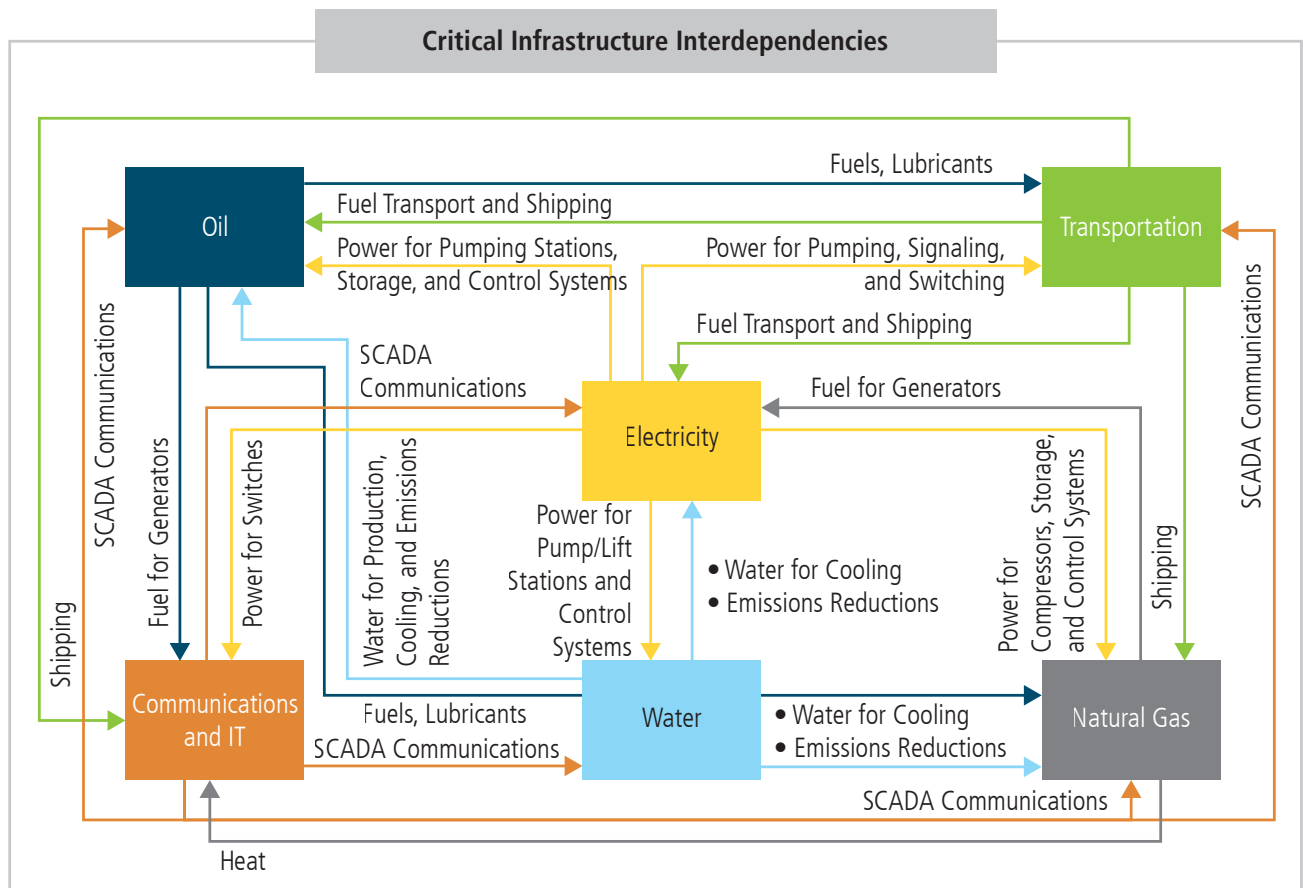 Critical Infrastructure Interdependencies
Fuels, Lubricants
Oil
Fuel Transport and Shipping
Transportation
Power for Pumping Stations,
Storage, and Control Systems
Power for Pumping, Signaling,
and Switching
Fuel Transport and Shipping
SCADA
Communications
Fuel for Generators
Electricity
SCADA Communications
Fuel for Generators
Power for Switches
Water for Production,
Cooling, and Emissions
Reductions
Power for
Pump/Lift
Stations and
Control
Systems
• Water for Cooling
• Emissions Reductions
Power for
Compressors, Storage,
and Control Systems
Shipping
SCADA Communications
Shipping
Communications
and IT
Fuels, Lubricants
SCADA Communications
Water
• Water for Cooling
• Emissions Reductions
Natural Gas
SCADA Communications
Heat